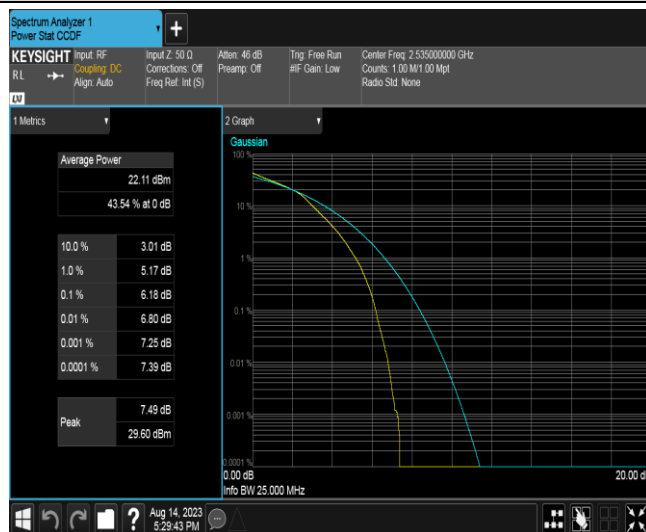 Spectrum Analyzer 1
Power Stat CCDF
+
KEYSIGHT
RL
LXI
Input: RF
Coupling: DC
Align: Auto
Input Z: 50 Ω
Corrections: Off
Freq Ref: Int (S)
Atten: 46 dB
Preamp: Off
Trig: Free Run
#IF Gain: Low
Center Freq: 2.535000000 GHz
Counts: 1.00 M/1.00 Mpt
Radio Std: None
1 Metrics
Average Power
22.11 dBm
43.54 % at 0 dB
10.0 % 3.01 dB
1.0 % 5.17 dB
0.1 % 6.18 dB
0.01 % 6.80 dB
0.001 % 7.25 dB
0.0001 % 7.39 dB
Peak
7.49 dB
29.60 dBm
2 Graph
Gaussian
100 %
10 %
1 %
0.1 %
0.01 %
0.001 %
0.0001 %
0.00 dB
20.00 d
Info BW 25.000 MHz
?
Aug 14, 2023
5:29:43 PM